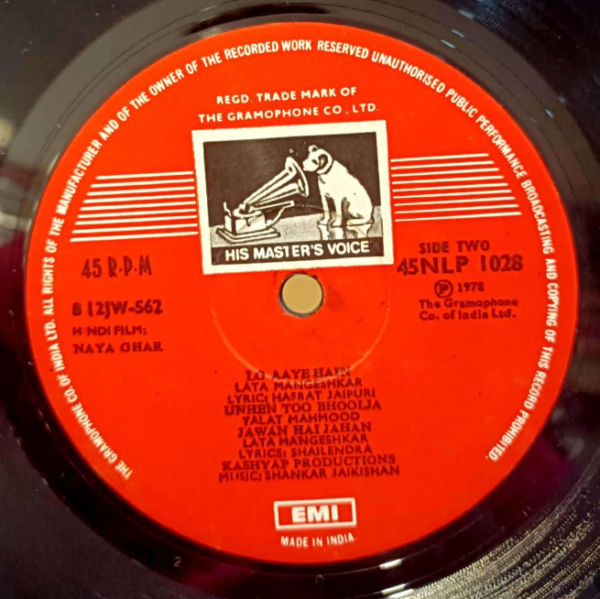 THE GRAMOPHONE CO. OF INDIA LTD. ALL RIGHTS OF THE MANUFACTURER AND OF THE OWNER OF THE RECORDED WORK RESERVED UNAUTHORISED PUBLIC PERFORMANCE BROADCASTING AND COPYING OF THIS RECORD PROHIBITED.
REGD. TRADE MARK OF
THE GRAMOPHONE CO., LTD.
HIS MASTER'S VOICE
45 R·P·M
SIDE TWO
45NLP 1028
B 12JW-562
HINDI FILM;
NAYA GHAR
℗ 1978
The Gramophone
Co. of India Ltd.
LO AAYE HAIN
LATA MANGESHKAR
LYRIC: HASRAT JAIPURI
UNHEN TOO BHOOLJA
TALAT MAHMOOD
JAWAN HAI JAHAN
LATA MANGESHKAR
LYRICS: SHAILENDRA
KASHYAP PRODUCTIONS
MUSIC: SHANKAR JAIKISHAN
EMI
MADE IN INDIA
2